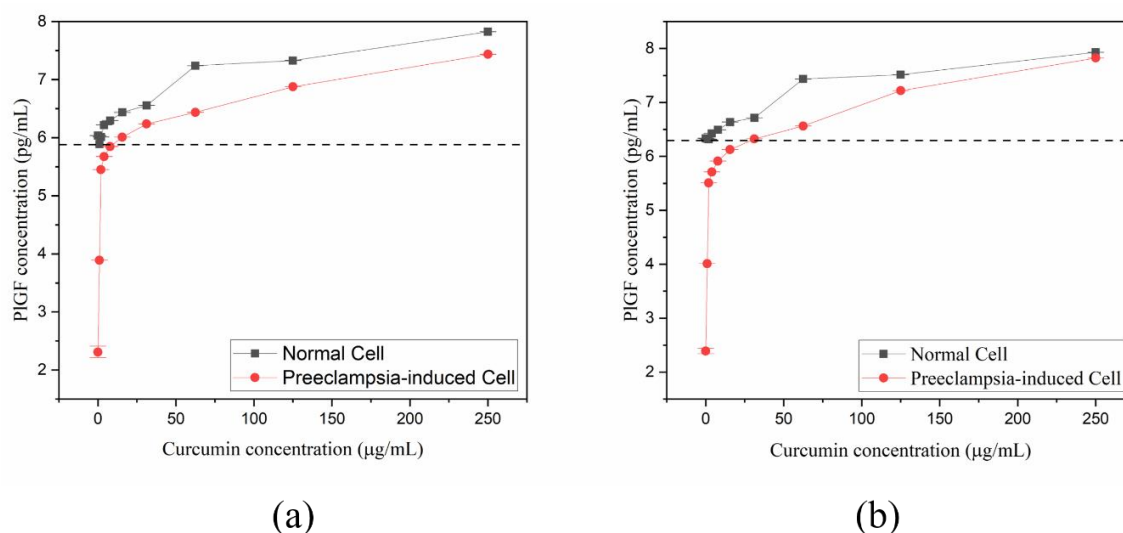 8
7
6
5
4
3
2
PlGF concentration (pg/mL)
Normal Cell
Preeclampsia-induced Cell
0 50 100 150 200 250
Curcumin concentration (μg/mL)
(a)
8
7
6
5
4
3
2
PlGF concentration (pg/mL)
Normal Cell
Preeclampsia-induced Cell
0 50 100 150 200 250
Curcumin concentration (μg/mL)
(b)